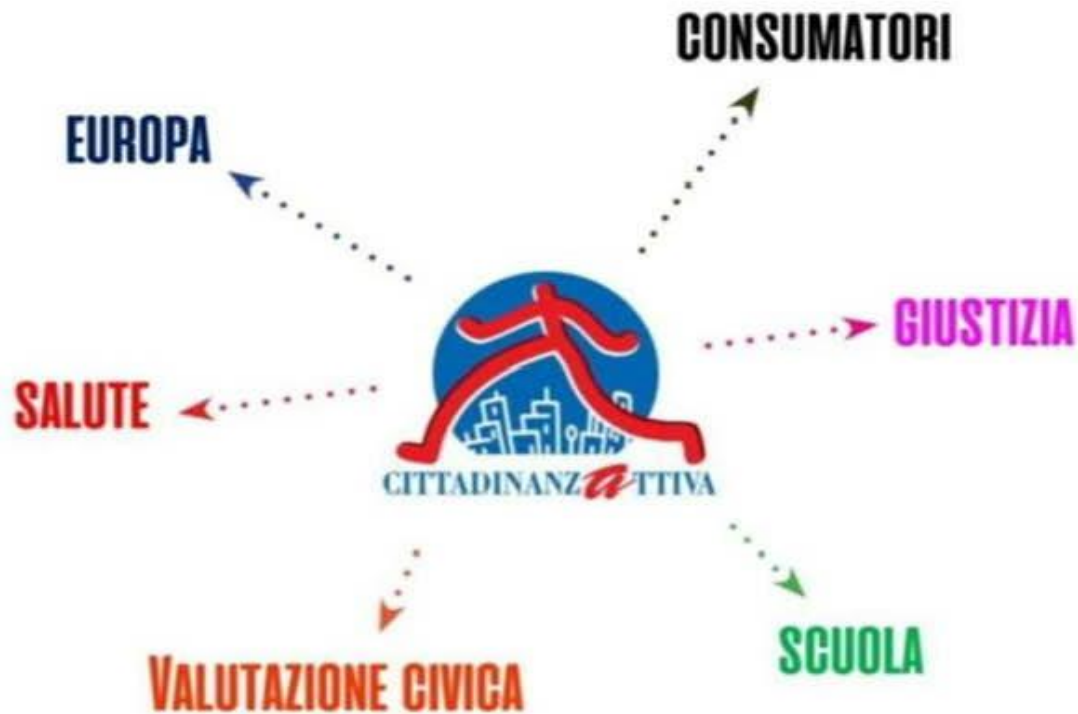 CONSUMATORI
EUROPA
GIUSTIZIA
SALUTE
CITTADINANZaTTIVA
SCUOLA
VALUTAZIONE CIVICA